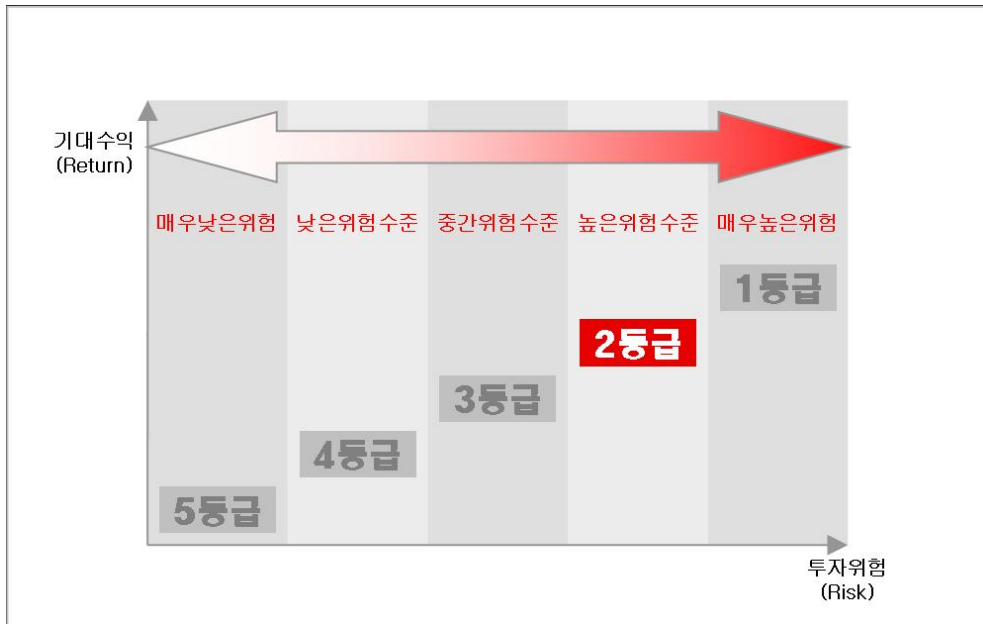 기대수익
(Return)
매우낮은위험 낮은위험수준 중간위험수준 높은위험수준 매우높은위험
1등급
2등급
3등급
4등급
5등급
투자위험
(Risk)